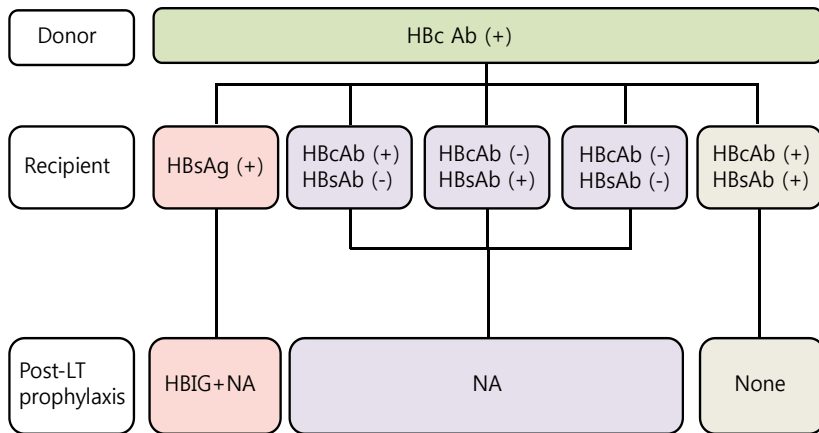 Donor
HBc Ab (+)
Recipient
HBsAg (+)
HBcAb (+)
HBsAb (-)
HBcAb (-)
HBsAb (+)
HBcAb (-)
HBsAb (-)
HBcAb (+)
HBsAb (+)
Post-LT
prophylaxis
HBIG+NA
NA
None